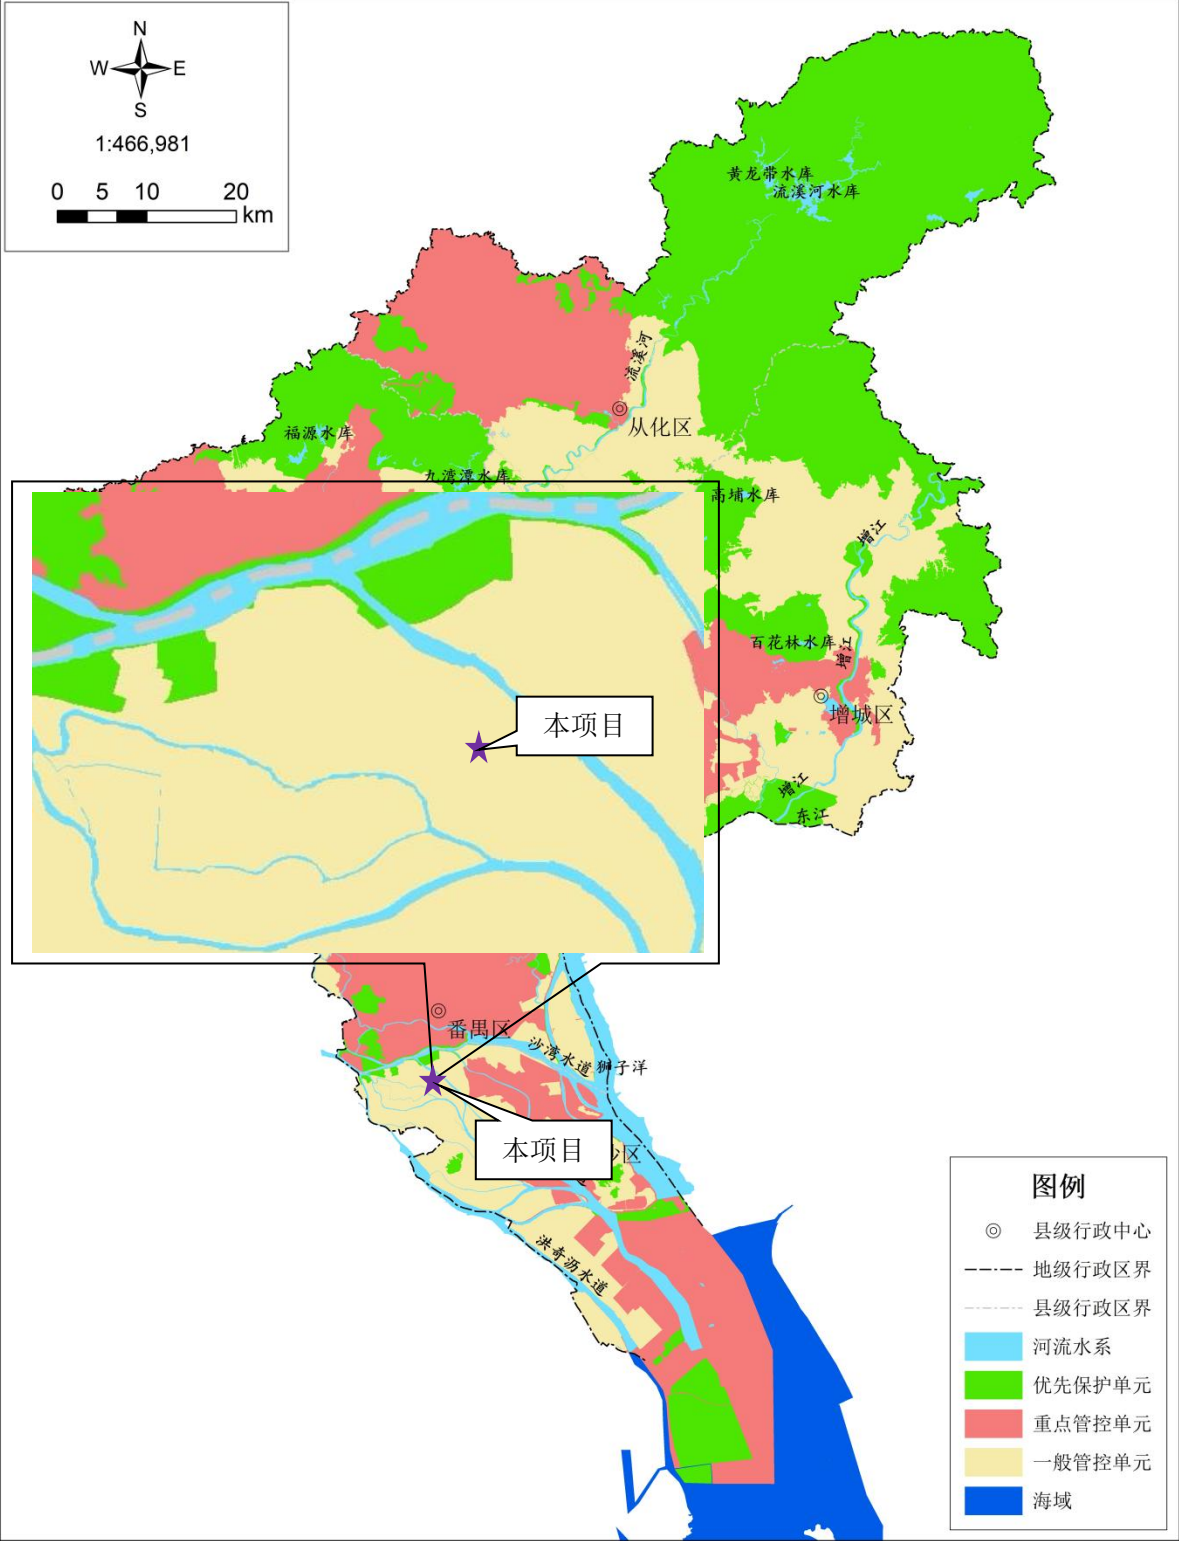 N
W E
S
1:466,981
0 5 10 20
km
黄龙带水库
流溪河水库
流溪河
从化区
福源水库
九湾潭水库
高埔水库
增江
百花林水库
增江
增城区
本项目
增江
东江
番禺区
沙湾水道
狮子洋
本项目
区
洪奇沥水道
图例
县级行政中心
地级行政区界
县级行政区界
河流水系
优先保护单元
重点管控单元
一般管控单元
海域